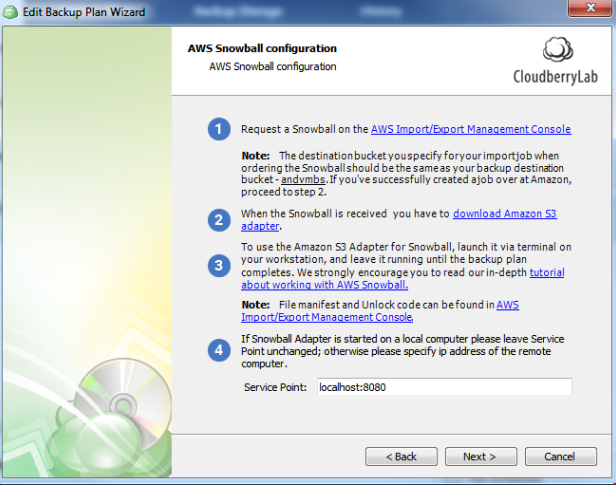 Edit Backup Plan Wizard
Backup Storage
History
AWS Snowball configuration
AWS Snowball configuration
CloudberryLab
1
Request a Snowball on the AWS Import/Export Management Console
Note: The destination bucket you specify for your import job when
ordering the Snowball should be the same as your backup destination
bucket - andvmbs. If you've successfully created a job over at Amazon,
proceed to step 2.
2
When the Snowball is received you have to download Amazon S3
adapter.
3
To use the Amazon S3 Adapter for Snowball, launch it via terminal on
your workstation, and leave it running until the backup plan
completes. We strongly encourage you to read our in-depth tutorial
about working with AWS Snowball.
Note: File manifest and Unlock code can be found in AWS
Import/Export Management Console.
4
If Snowball Adapter is started on a local computer please leave Service
Point unchanged; otherwise please specify ip address of the remote
computer.
Service Point: localhost:8080
< Back Next > Cancel